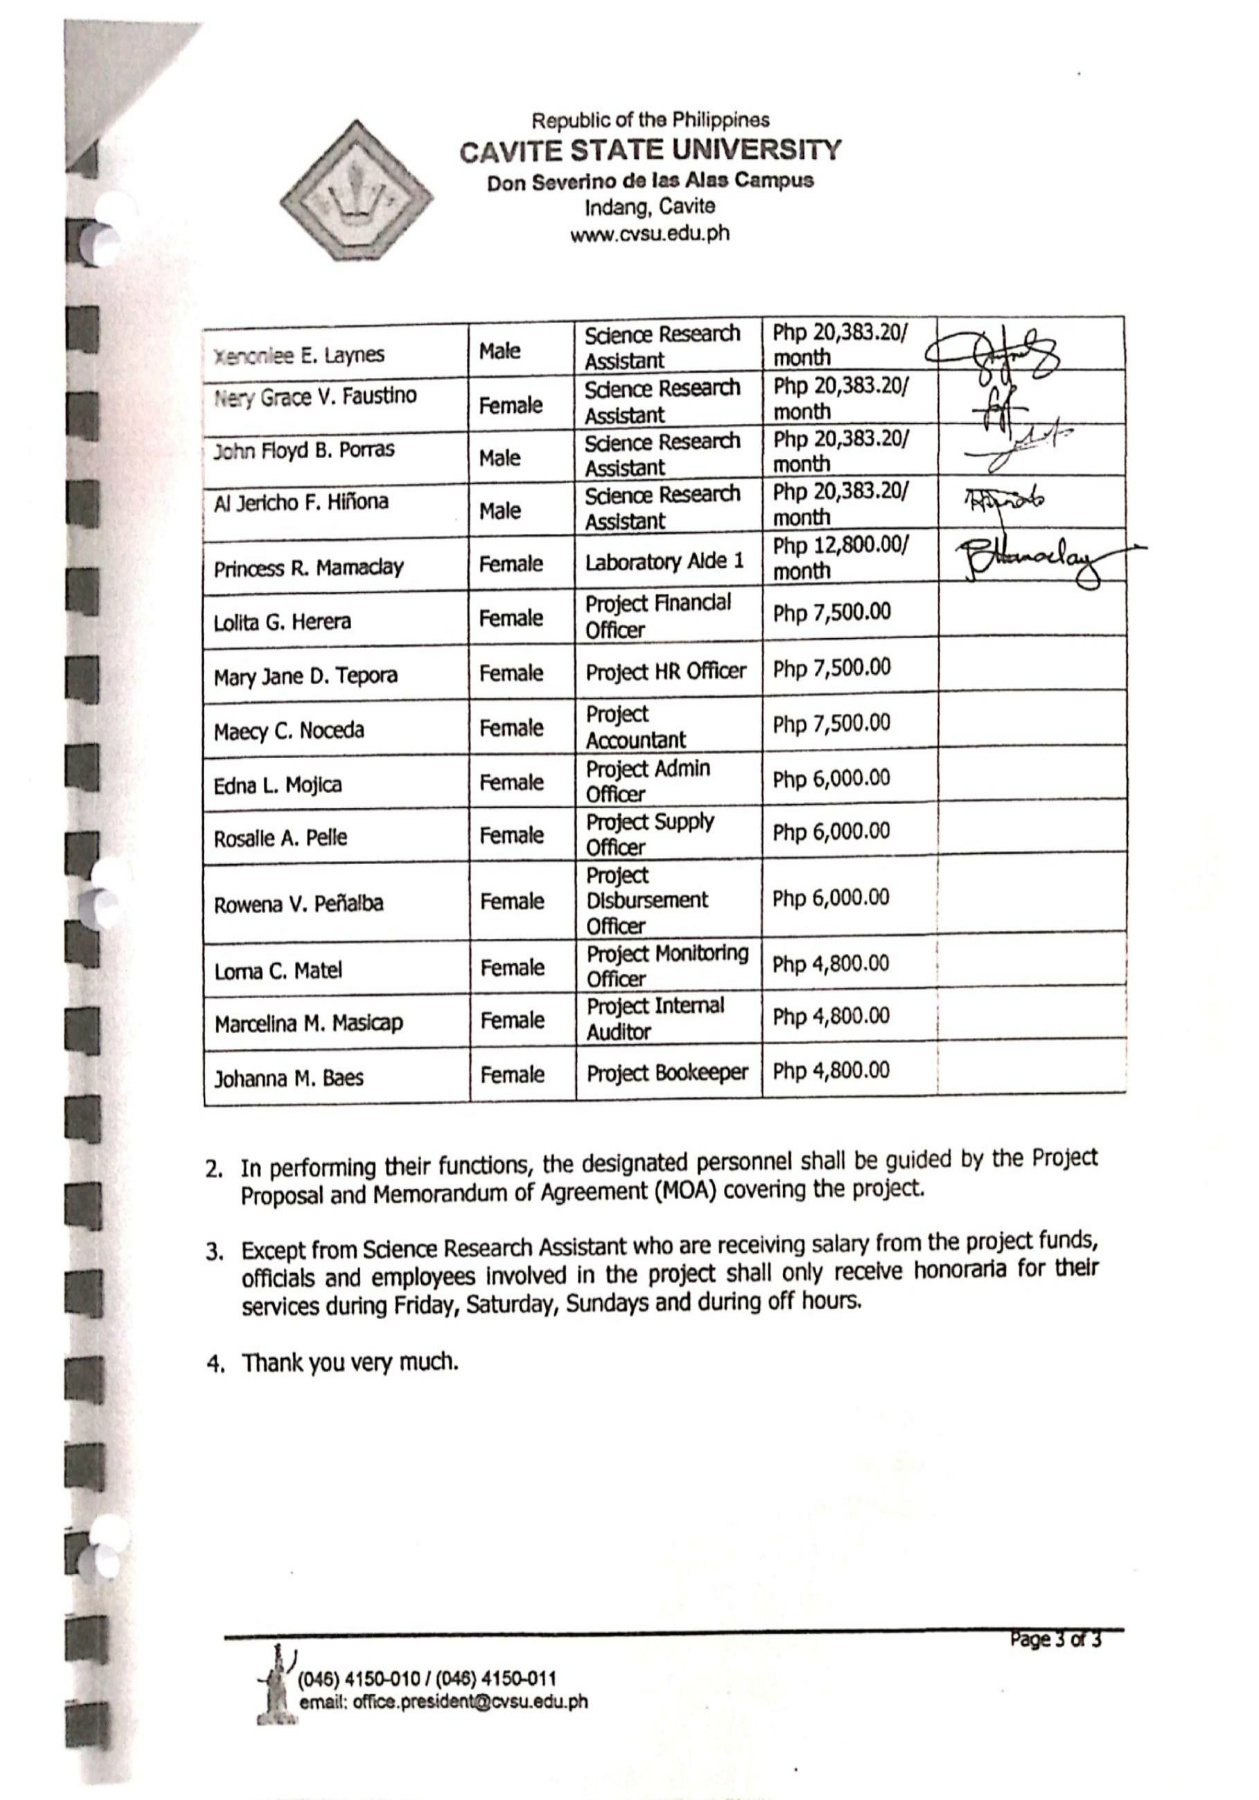 Republic of the Philippines
CAVITE STATE UNIVERSITY
Don Severino de las Alas Campus
Indang, Cavite
www.cvsu.edu.ph
Xenonlee E. Laynes Male Science Research Assistant Php 20,383.20/ month
Nery Grace V. Faustino Female Science Research Assistant Php 20,383.20/ month
John Floyd B. Porras Male Science Research Assistant Php 20,383.20/ month
Al Jericho F. Hiñona Male Science Research Assistant Php 20,383.20/ month
Princess R. Mamaclay Female Laboratory Aide 1 Php 12,800.00/ month
Lolita G. Herera Female Project Financial Officer Php 7,500.00
Mary Jane D. Tepora Female Project HR Officer Php 7,500.00
Maecy C. Noceda Female Project Accountant Php 7,500.00
Edna L. Mojica Female Project Admin Officer Php 6,000.00
Rosalie A. Pelle Female Project Supply Officer Php 6,000.00
Rowena V. Peñalba Female Project Disbursement Officer Php 6,000.00
Lorna C. Matel Female Project Monitoring Officer Php 4,800.00
Marcelina M. Masicap Female Project Internal Auditor Php 4,800.00
Johanna M. Baes Female Project Bookeeper Php 4,800.00
2. In performing their functions, the designated personnel shall be guided by the Project
Proposal and Memorandum of Agreement (MOA) covering the project.
3. Except from Science Research Assistant who are receiving salary from the project funds,
officials and employees involved in the project shall only receive honoraria for their
services during Friday, Saturday, Sundays and during off hours.
4. Thank you very much.
Page 3 of 3
(046) 4150-010 / (046) 4150-011
email: office.president@cvsu.edu.ph